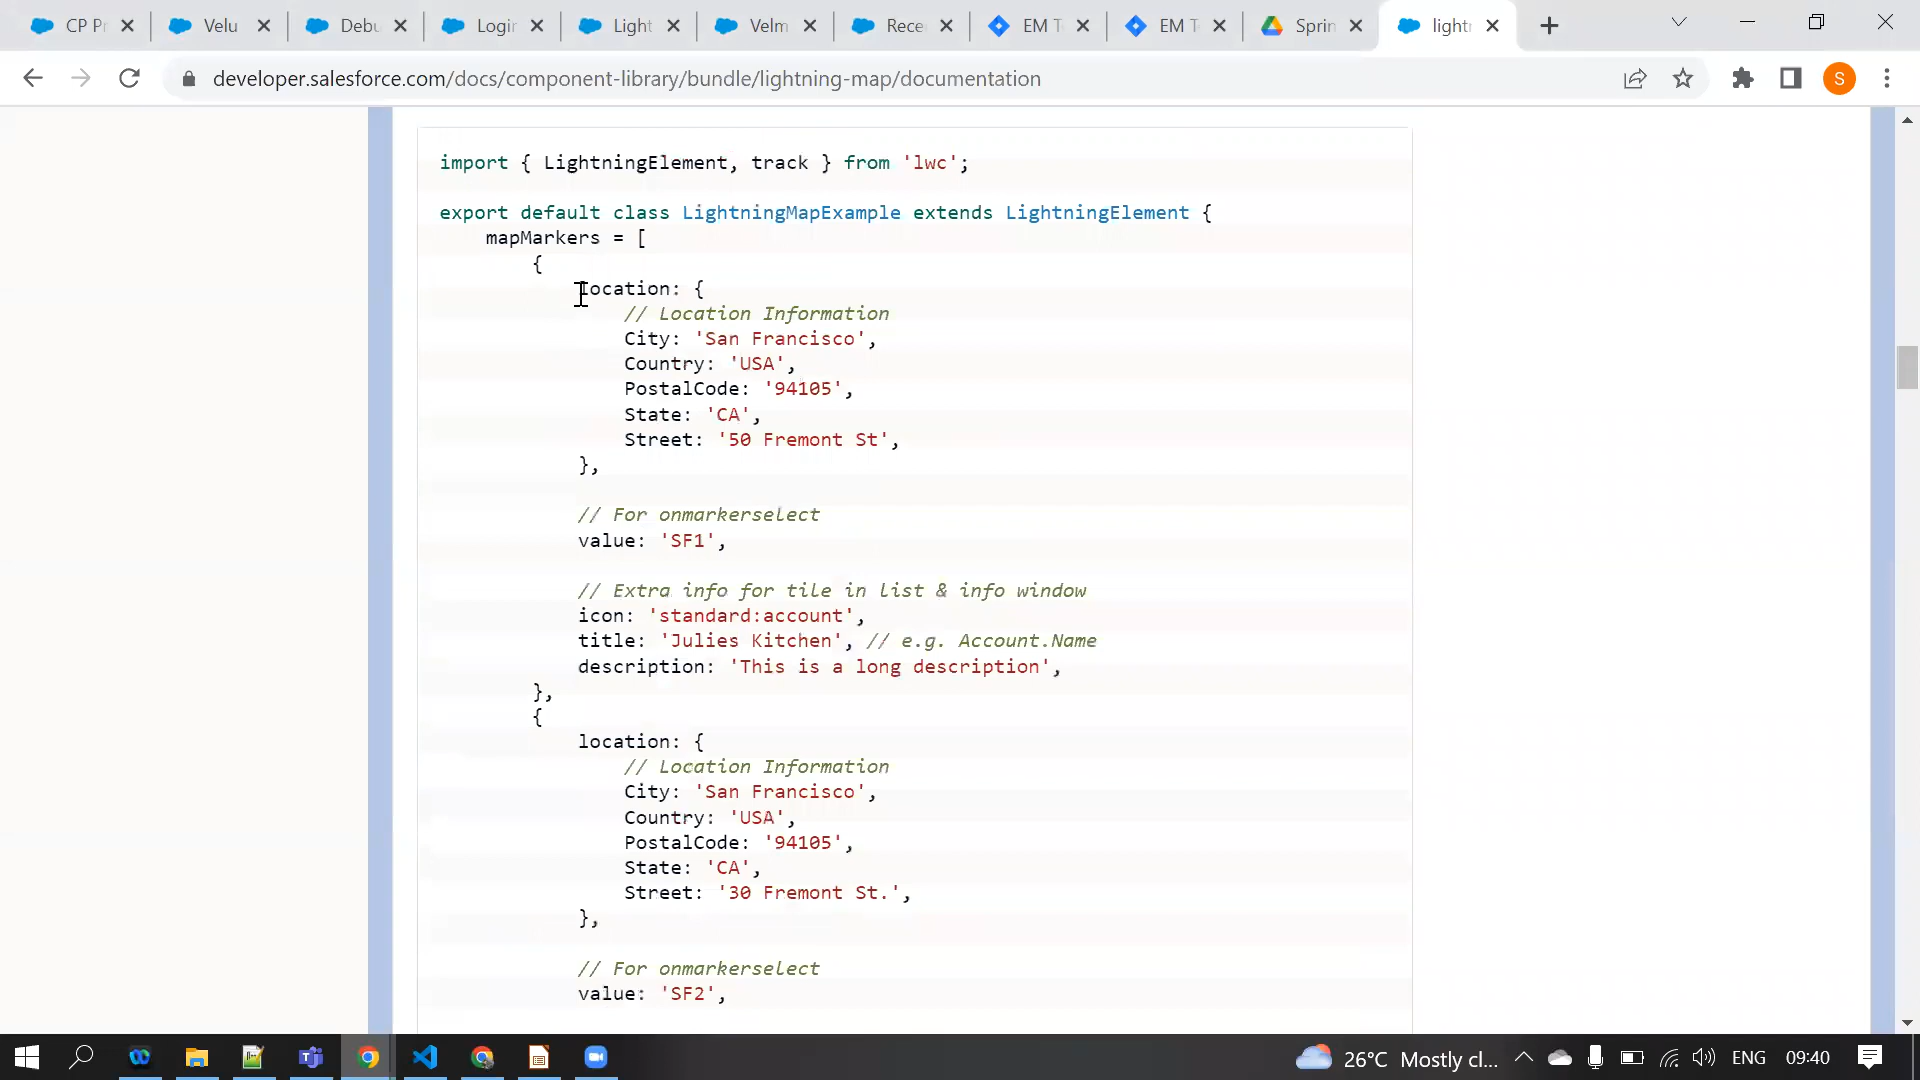 CP Pr
Velu
Debu
Login
Light
Velm
Rece
EM T
EM T
Sprin
lightr
developer.salesforce.com/docs/component-library/bundle/lightning-map/documentation
S
import { LightningElement, track } from 'lwc';
export default class LightningMapExample extends LightningElement {
mapMarkers = [
{
location: {
// Location Information
City: 'San Francisco',
Country: 'USA',
PostalCode: '94105',
State: 'CA',
Street: '50 Fremont St',
},
// For onmarkerselect
value: 'SF1',
// Extra info for tile in list & info window
icon: 'standard:account',
title: 'Julies Kitchen', // e.g. Account.Name
description: 'This is a long description',
},
{
location: {
// Location Information
City: 'San Francisco',
Country: 'USA',
PostalCode: '94105',
State: 'CA',
Street: '30 Fremont St.',
},
// For onmarkerselect
value: 'SF2',
26°C Mostly cl... ENG 09:40